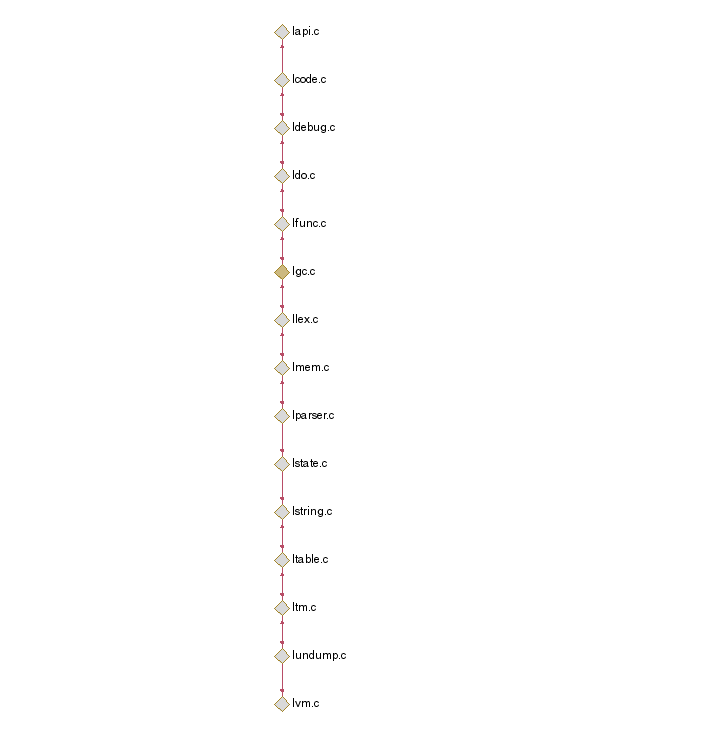 lapi.c
lcode.c
ldebug.c
ldo.c
lfunc.c
lgc.c
llex.c
lmem.c
lparser.c
lstate.c
lstring.c
ltable.c
ltm.c
lundump.c
lvm.c